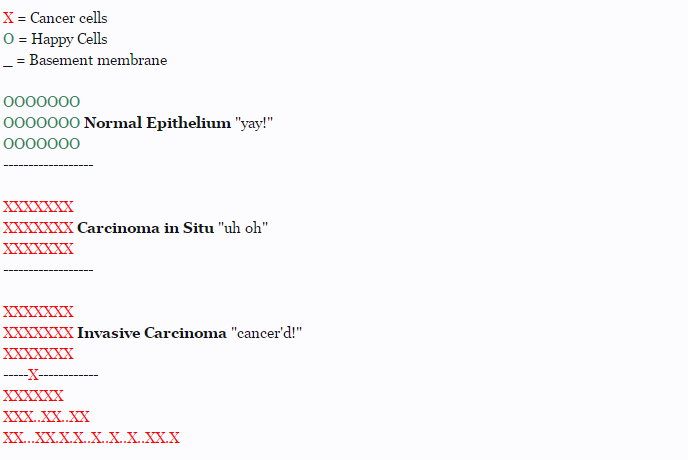 X = Cancer cells
O = Happy Cells
_ = Basement membrane
OOOOOOO
OOOOOOO Normal Epithelium "yay!"
OOOOOOO
------------------
XXXXXXX
XXXXXXX Carcinoma in Situ "uh oh"
XXXXXXX
------------------
XXXXXXX
XXXXXXX Invasive Carcinoma "cancer'd!"
XXXXXXX
-----X------------
XXXXXX
XXX..XX..XX
XX...XX.X.X..X..X..X..XX.X